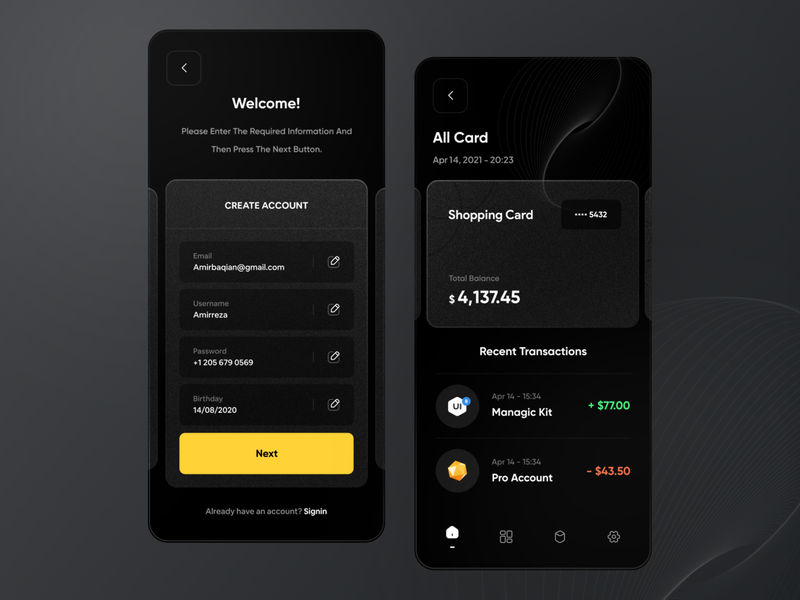 Welcome!
Please Enter The Required Information And
Then Press The Next Button.
CREATE ACCOUNT
Email
Amirbaqian@gmail.com
Username
Amirreza
Password
+1 205 679 0569
Birthday
14/08/2020
Next
Already have an account? Signin
All Card
Apr 14, 2021 - 20:23
Shopping Card
•••• 5432
Total Balance
$ 4,137.45
Recent Transactions
UI
8
Apr 14 - 15:34
+ $77.00
Managic Kit
Apr 14 - 15:34
- $43.50
Pro Account